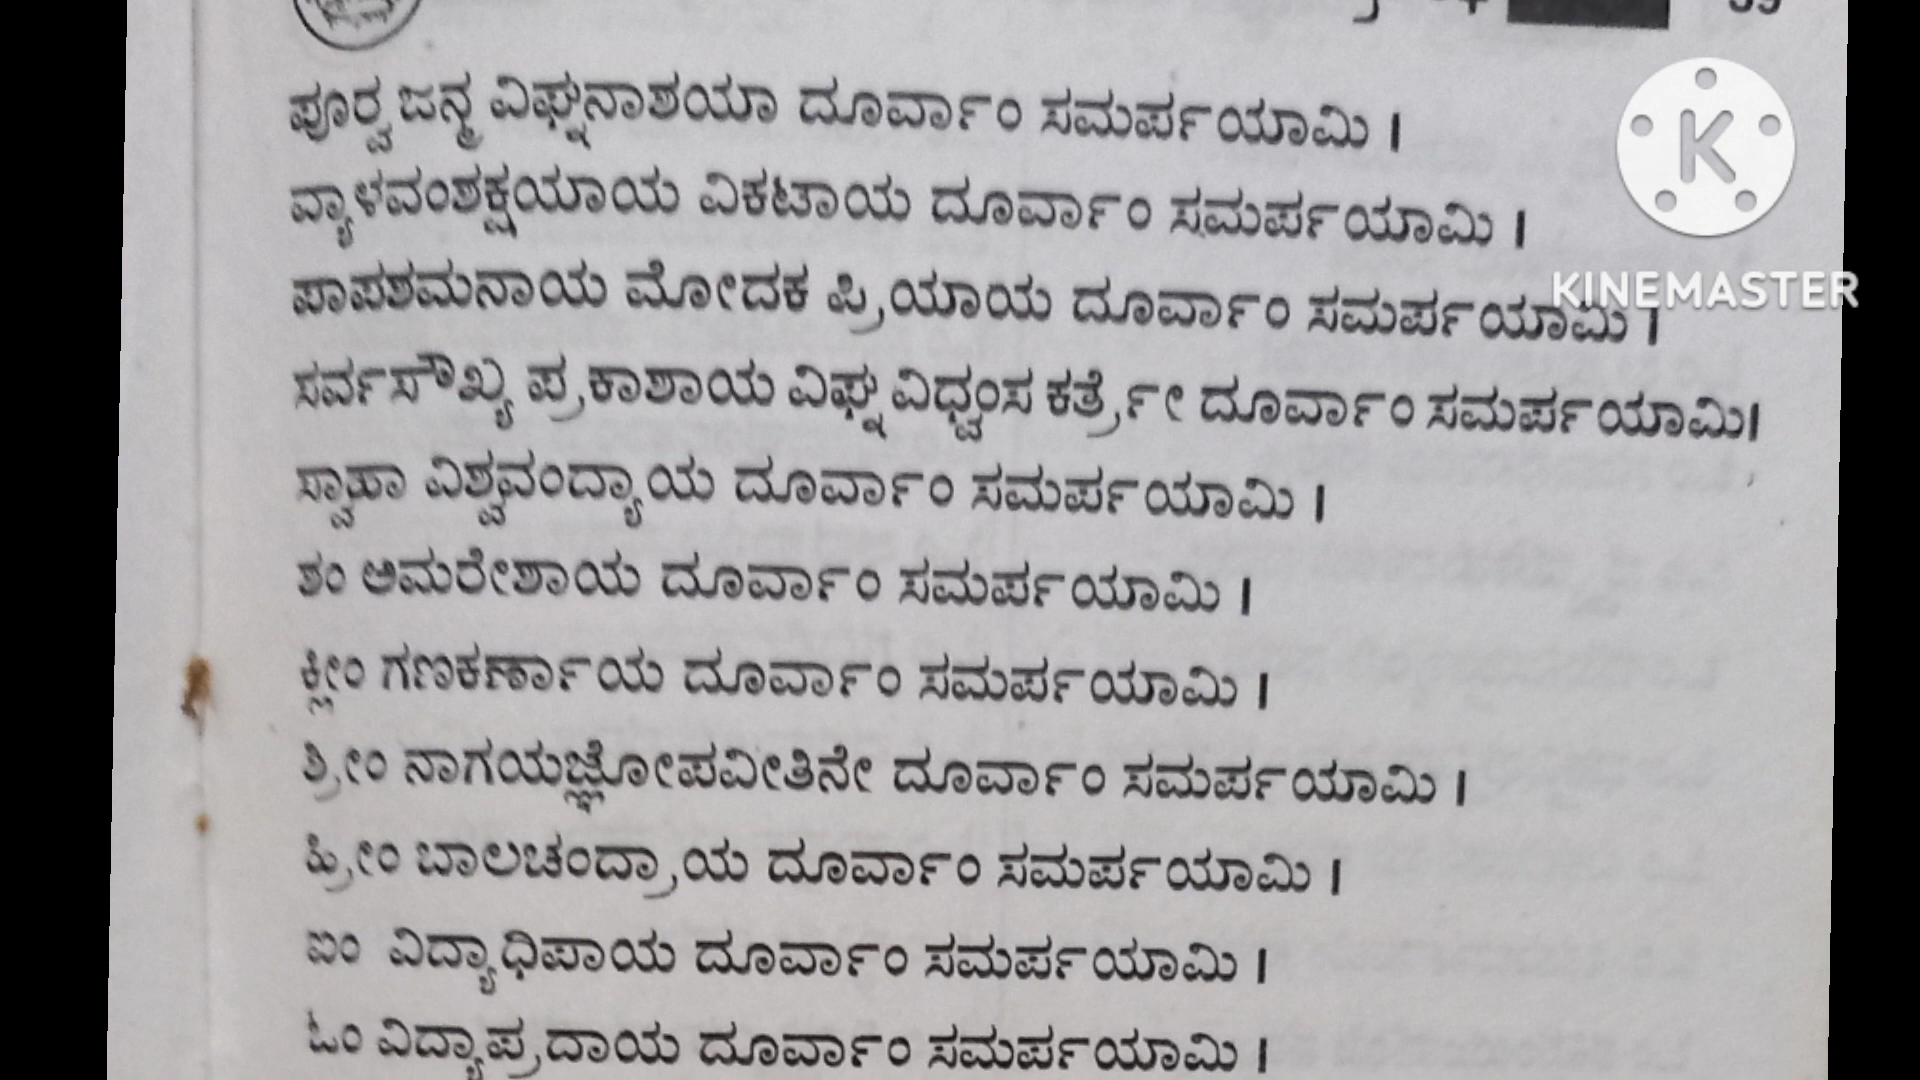 ಪೂರ‍್ವ ಜನ್ಮ ವಿಘ್ನನಾಶಯಾ ದೂರ್ವಾಂ ಸಮರ್ಪಯಾಮಿ ।
ವ್ಯಾಳವಂಶಕ್ಷಯಾಯ ವಿಕಟಾಯ ದೂರ್ವಾಂ ಸಮರ್ಪಯಾಮಿ ।
ಪಾಪಶಮನಾಯ ಮೋದಕ ಪ್ರಿಯಾಯ ದೂರ್ವಾಂ ಸಮರ್ಪಯಾಮಿ ।
ಸರ್ವಸೌಖ್ಯ ಪ್ರಕಾಶಾಯ ವಿಘ್ನ ವಿಧ್ವಂಸ ಕರ್ತ್ರೇ ದೂರ್ವಾಂ ಸಮರ್ಪಯಾಮಿ।
ಸ್ವಾಹಾ ವಿಶ್ವವಂದ್ಯಾಯ ದೂರ್ವಾಂ ಸಮರ್ಪಯಾಮಿ ।
ಶಂ ಅಮರೇಶಾಯ ದೂರ್ವಾಂ ಸಮರ್ಪಯಾಮಿ ।
ಕ್ಲೀಂ ಗಣಕರ್ಣಾಯ ದೂರ್ವಾಂ ಸಮರ್ಪಯಾಮಿ ।
ಶ್ರೀಂ ನಾಗಯಜ್ಞೋಪವೀತಿನೇ ದೂರ್ವಾಂ ಸಮರ್ಪಯಾಮಿ ।
ಹ್ರೀಂ ಬಾಲಚಂದ್ರಾಯ ದೂರ್ವಾಂ ಸಮರ್ಪಯಾಮಿ ।
ಐಂ ವಿದ್ಯಾಧಿಪಾಯ ದೂರ್ವಾಂ ಸಮರ್ಪಯಾಮಿ ।
ಓಂ ವಿದ್ಯಾಪ್ರದಾಯ ದೂರ್ವಾಂ ಸಮರ್ಪಯಾಮಿ ।
K
KINEMASTER